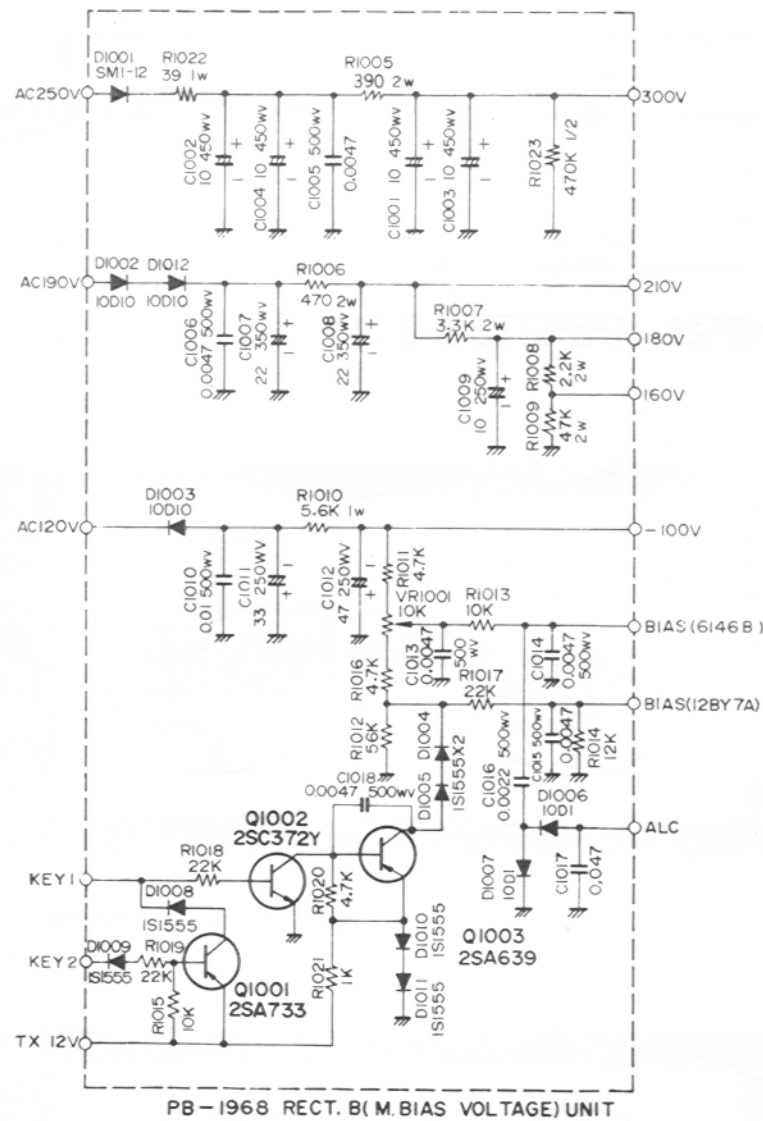 D1001
SM1-12
R1022
39 1w
R1005
390 2w
AC250V
300V
C1002
10 450wv
+
-
C1004 10 450wv
+
-
C1005 500wv
0.0047
C1001 10 450wv
+
-
C1003 10 450wv
+
-
R1023
470K 1/2
D1002 D1012
10D10 10D10
AC190V
R1006
470 2w
210V
C1006
0.0047 500wv
C1007
22 350wv
+
-
C1008
22 350wv
+
-
R1007
3.3K 2w
180V
C1009
10 250wv
+
-
R1008
2.2K
2w
160V
R1009
47K
2w
D1003
10D10
AC120V
R1010
5.6K 1w
-100V
C1010
0.01 500wv
C1011
33 250WV
-
+
C1012
47 250WV
-
+
R1011
4.7K
VR1001
10K
R1013
10K
BIAS(6146B)
C1013
0.0047
500
wv
C1014
0.0047
500wv
R1016
4.7K
R1017
22K
BIAS(12BY7A)
R1012
56K
D1004
D1005
1S1555X2
C1016
0.0022 500wv
C1015 500wv
0.0047
R1014
12K
C1018
0.0047 500wv
D1006
10D1
ALC
D1007
10D1
C1017
0.047
Q1002
2SC372Y
R1018
22K
KEY1
D1008
1S1555
R1020
4.7K
D1009
1S1555
R1019
22K
KEY2
Q1001
2SA733
R1015
10K
R1021
1K
D1010
1S1555
D1011
1S1555
Q1003
2SA639
TX 12V
PB-1968 RECT. B( M. BIAS VOLTAGE) UNIT